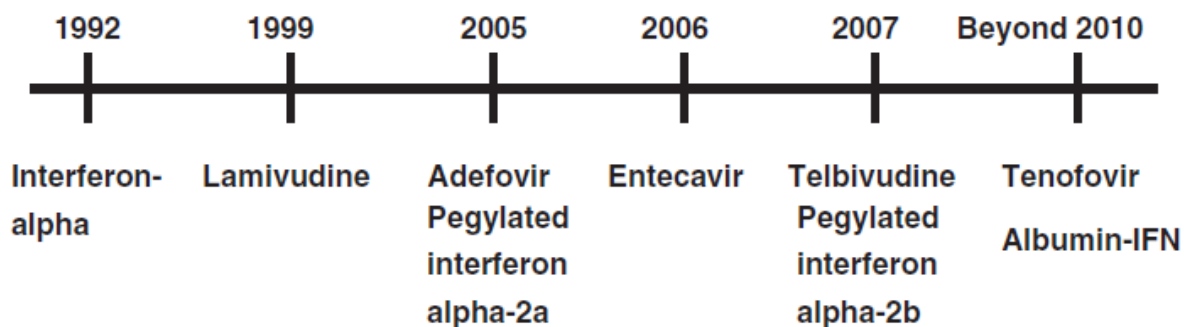 1992 1999 2005 2006 2007 Beyond 2010
Interferon-
alpha
Lamivudine
Adefovir
Pegylated
interferon
alpha-2a
Entecavir
Telbivudine
Pegylated
interferon
alpha-2b
Tenofovir
Albumin-IFN